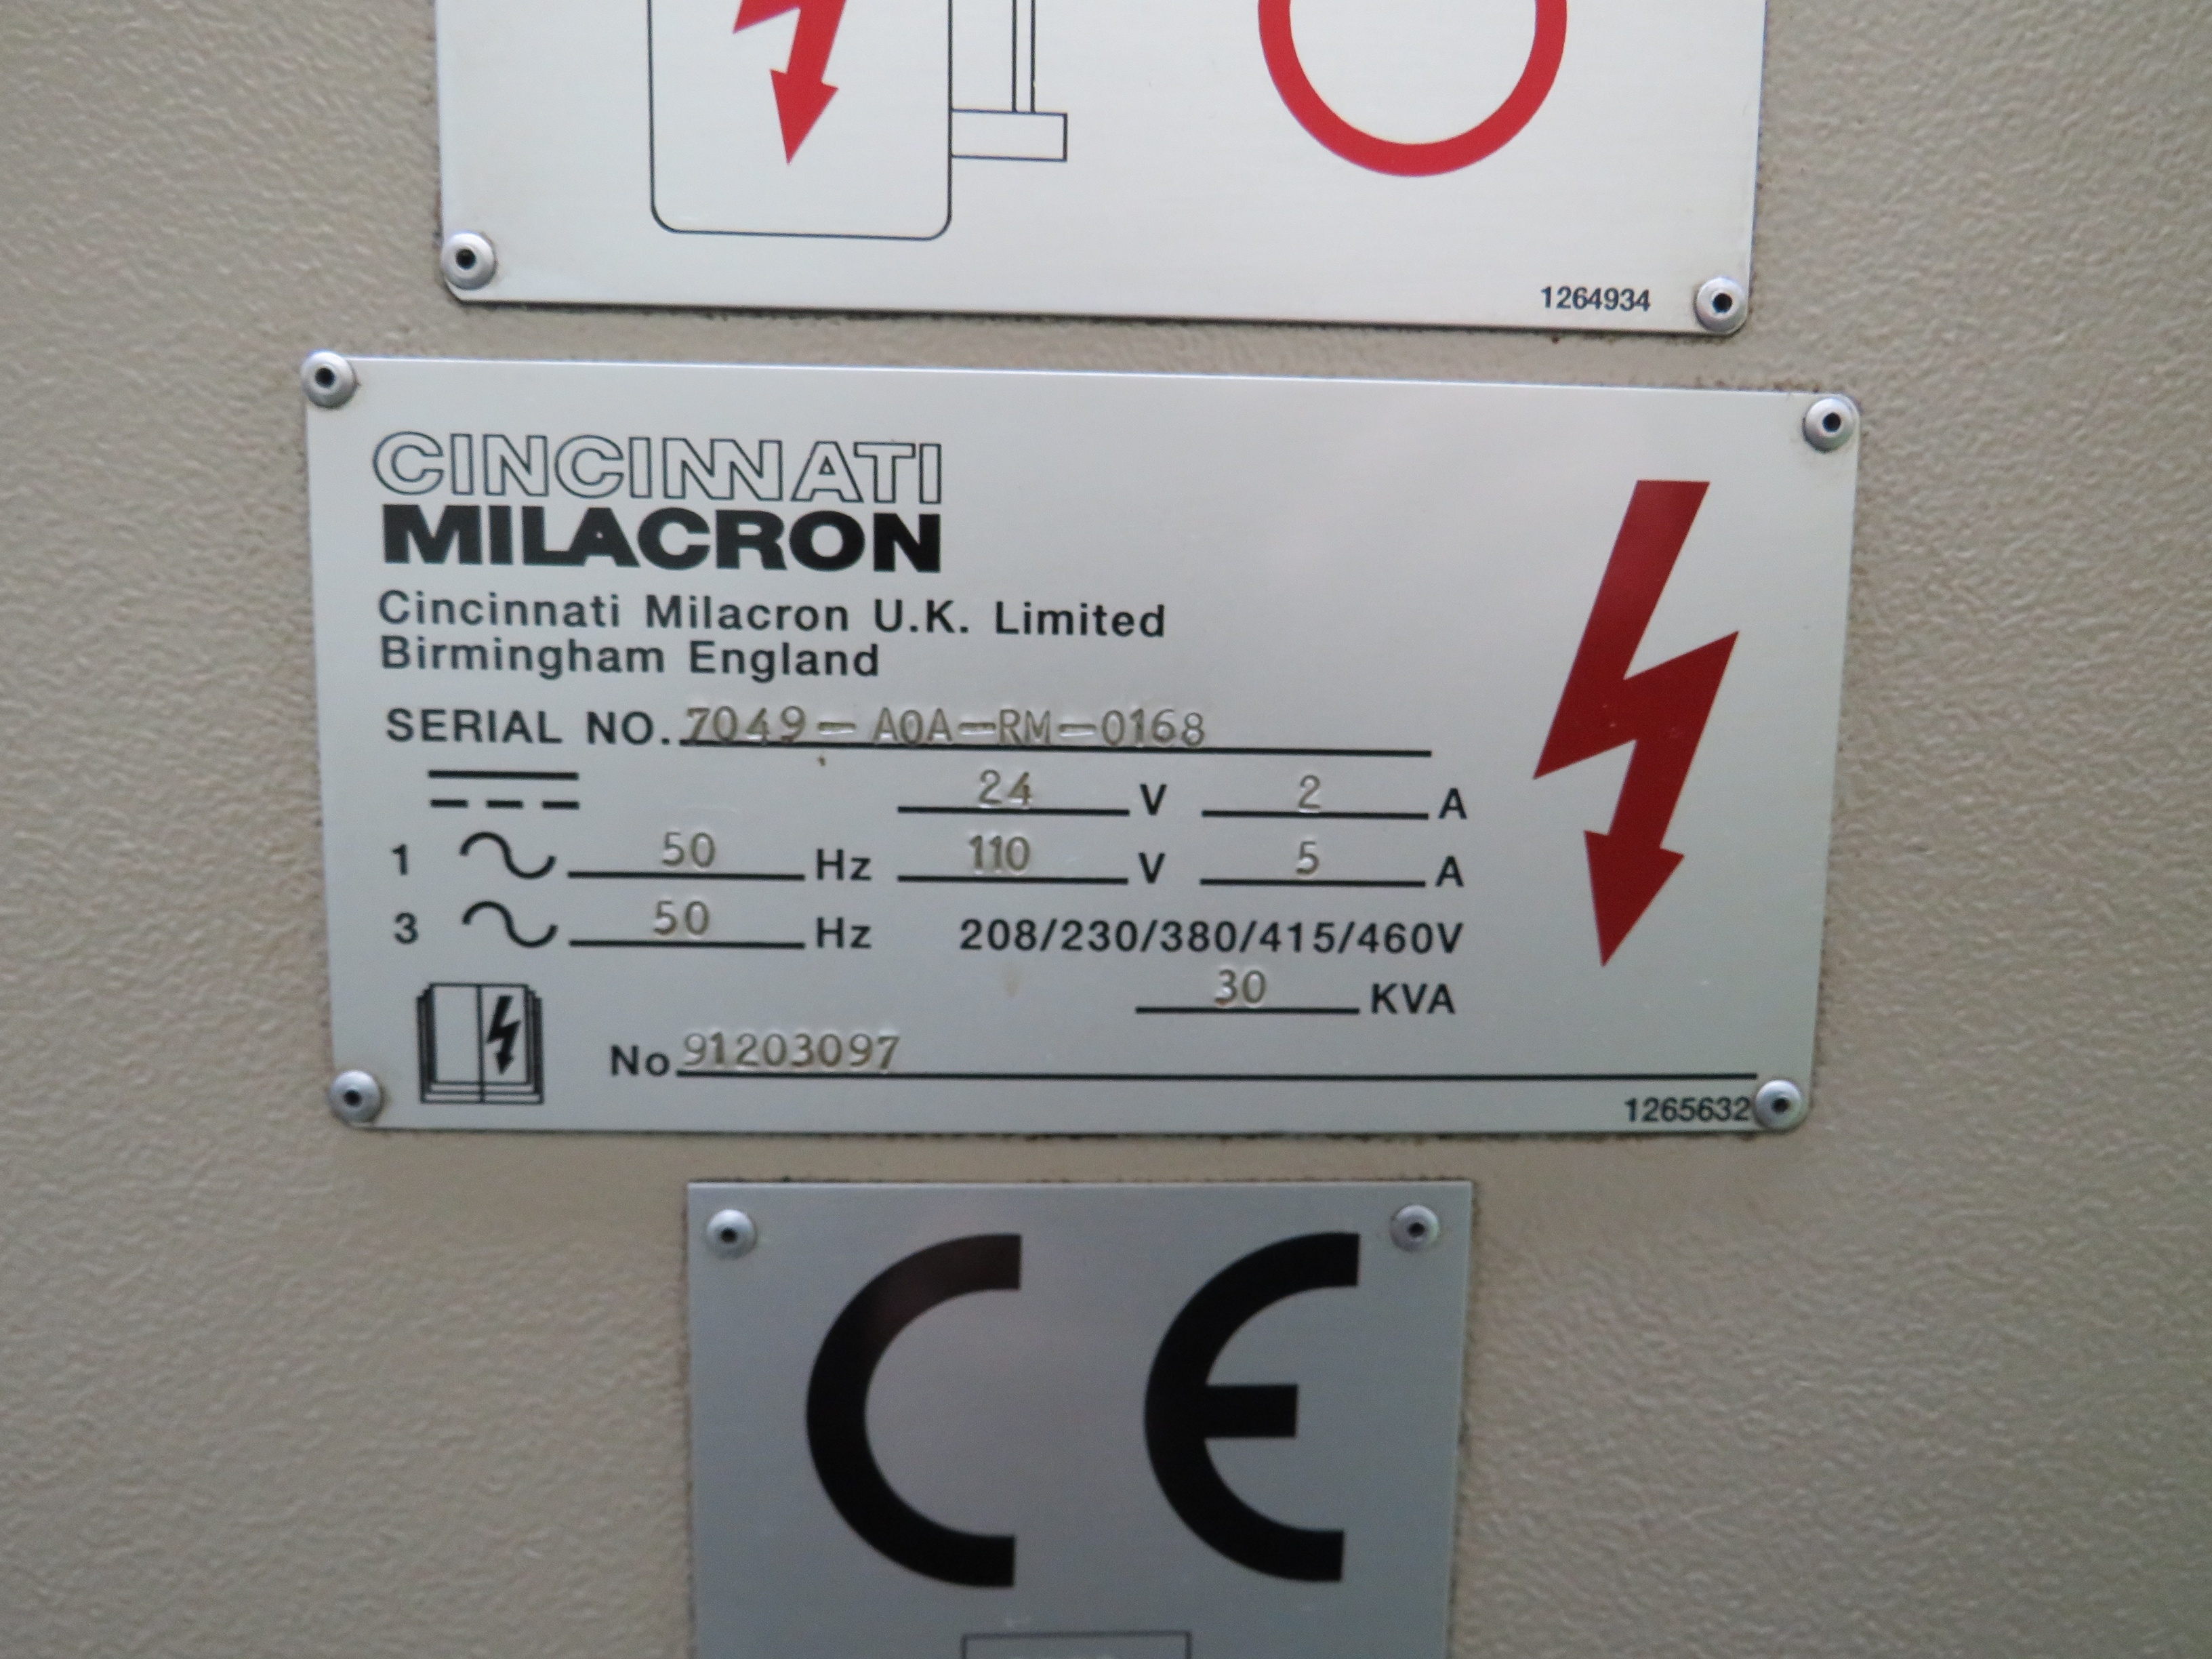 1264934
CINCINNATI
MILACRON
Cincinnati Milacron U.K. Limited
Birmingham England
SERIAL NO. 7049-A0A-RM-0168
24 V 2 A
1 50 Hz 110 V 5 A
3 50 Hz 208/230/380/415/460V
30 KVA
No 91203097
1265632
CE